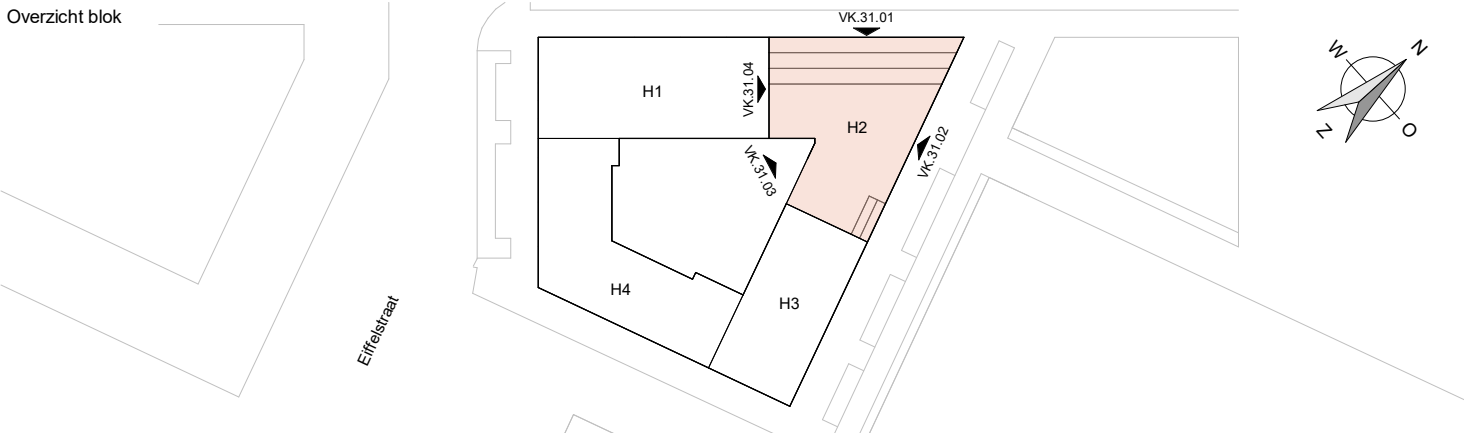 Overzicht blok
VK.31.01
W
N
VK.31.04
H1
H2
Z
O
VK.31.03
VK.31.02
H4
H3
Eiffelstraat